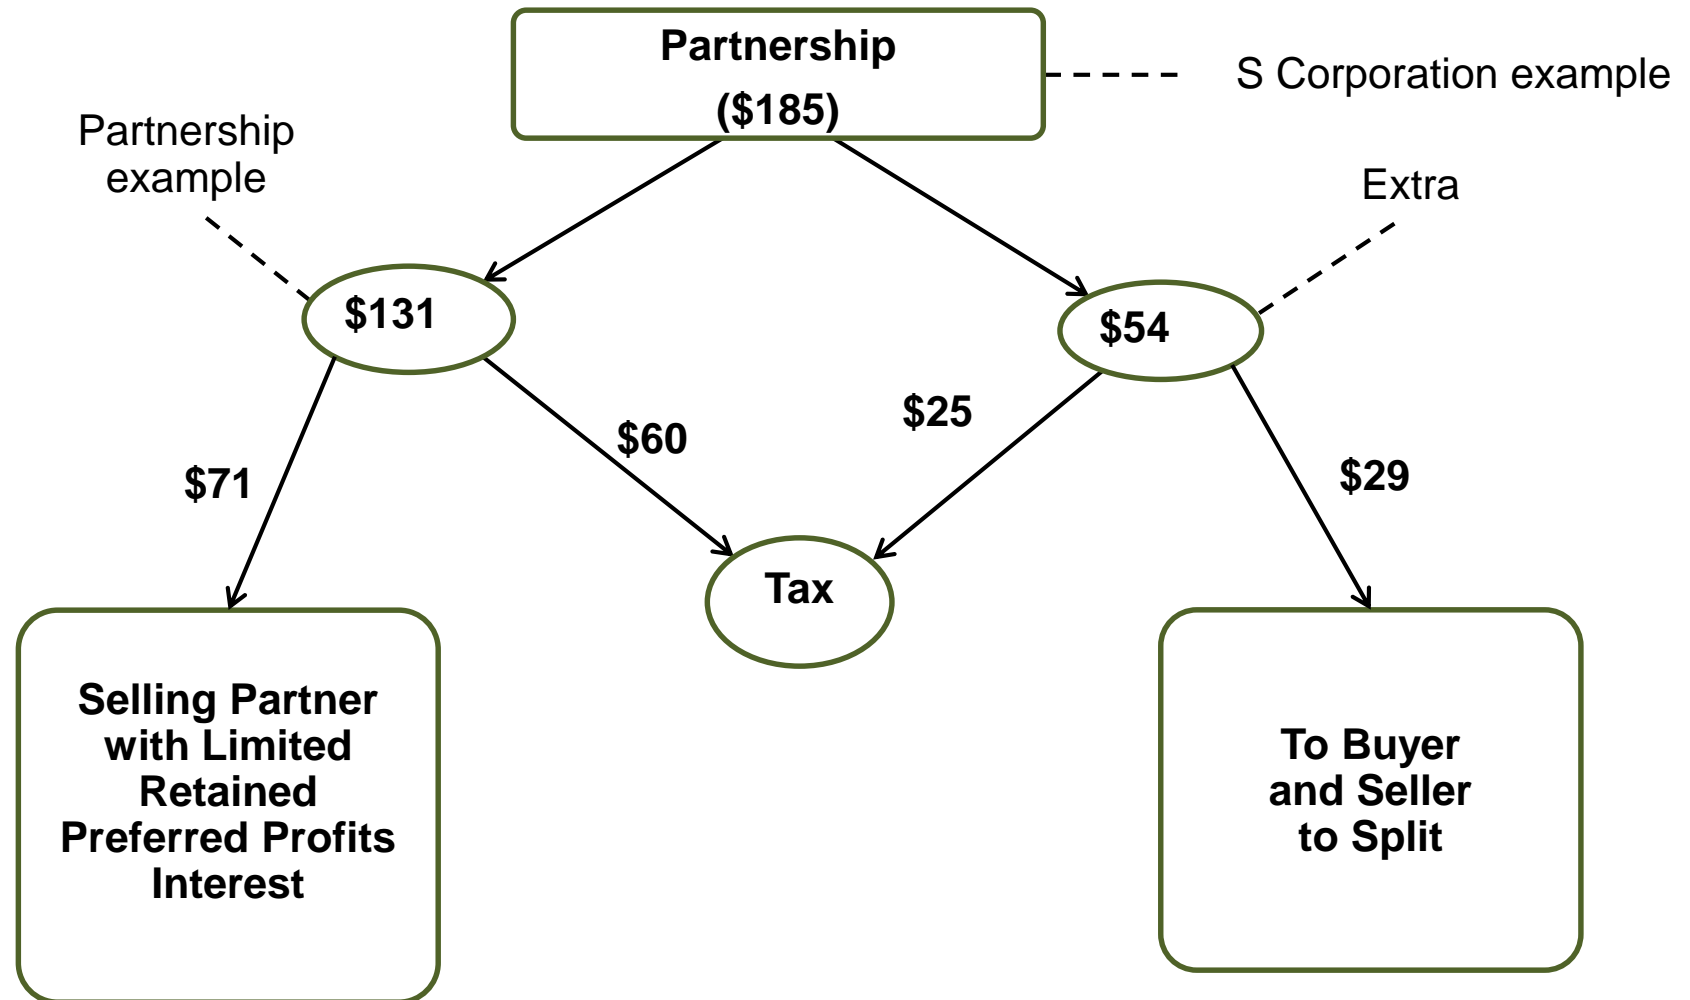 Partnership
($185)
S Corporation example
Partnership
example
Extra
$131
$54
$71
$60
$25
$29
Tax
Selling Partner
with Limited
Retained
Preferred Profits
Interest
To Buyer
and Seller
to Split